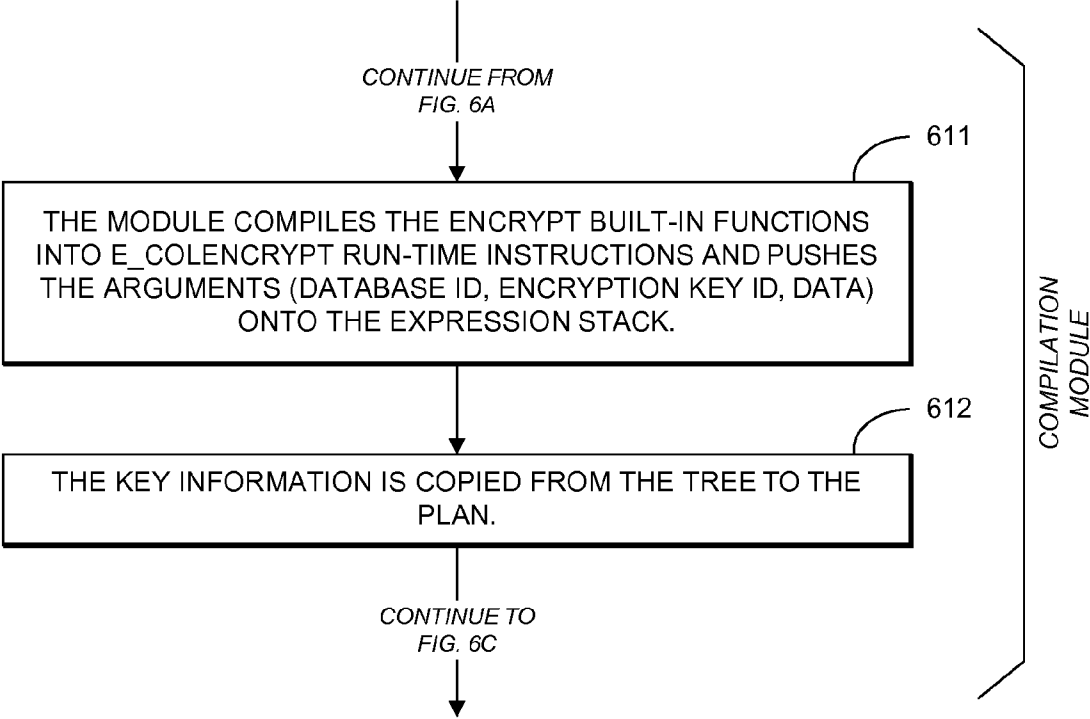 CONTINUE FROM
FIG. 6A
611
THE MODULE COMPILES THE ENCRYPT BUILT-IN FUNCTIONS
INTO E_COLENCRYPT RUN-TIME INSTRUCTIONS AND PUSHES
THE ARGUMENTS (DATABASE ID, ENCRYPTION KEY ID, DATA)
ONTO THE EXPRESSION STACK.
612
THE KEY INFORMATION IS COPIED FROM THE TREE TO THE
PLAN.
CONTINUE TO
FIG. 6C
COMPILATION
MODULE